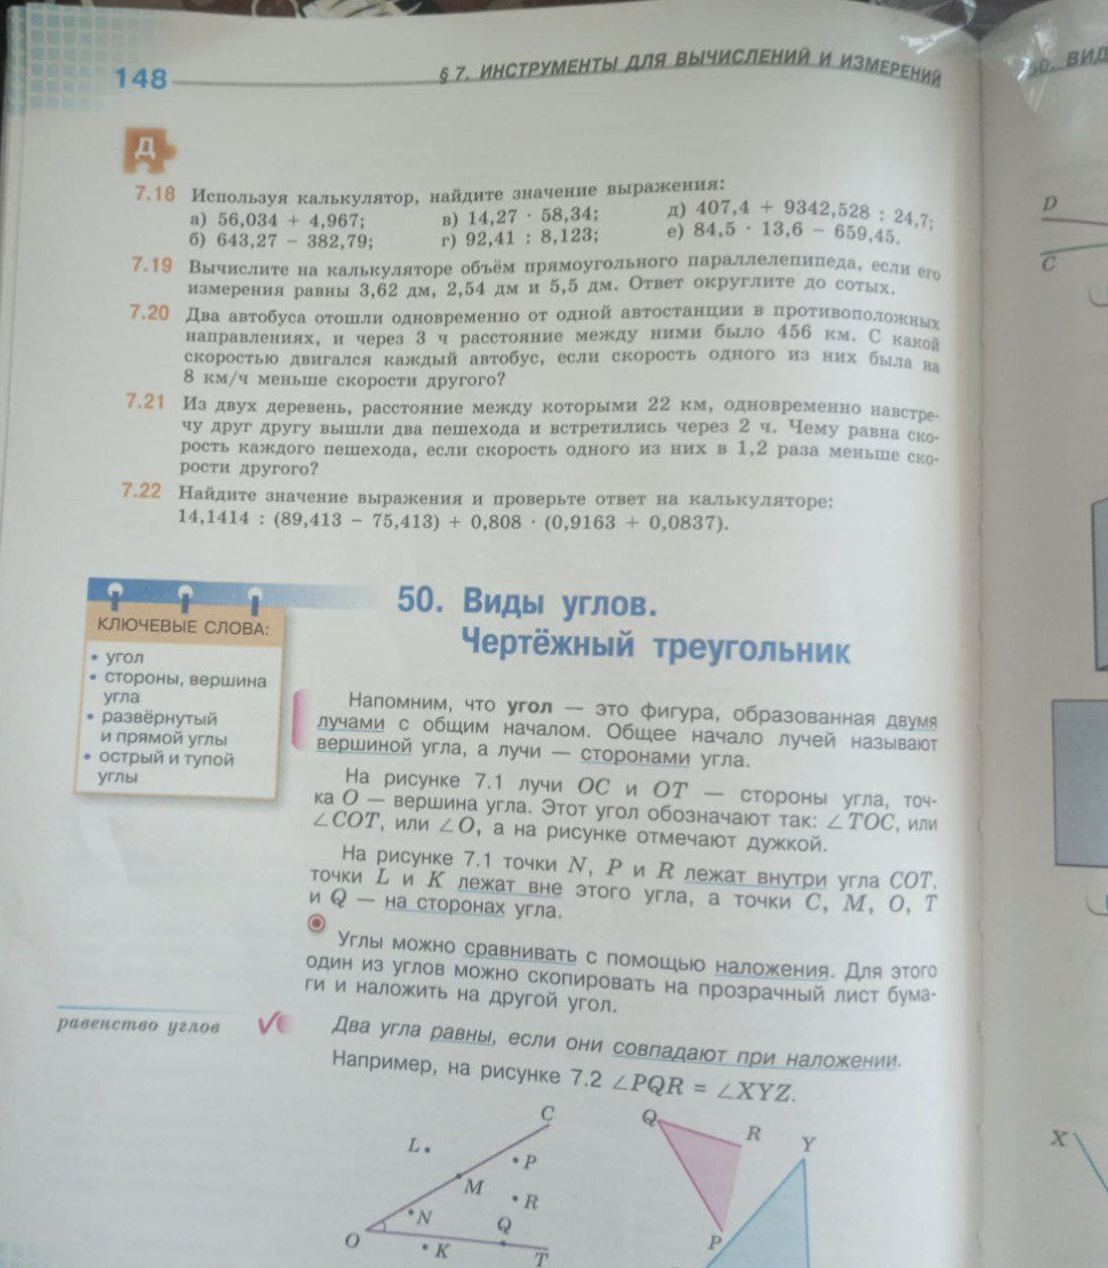 148
§ 7. ИНСТРУМЕНТЫ ДЛЯ ВЫЧИСЛЕНИЙ И ИЗМЕРЕНИЙ
Д
7.18 Используя калькулятор, найдите значение выражения:
а) 56,034 + 4,967; в) 14,27 · 58,34; д) 407,4 + 9342,528 : 24,7;
б) 643,27 − 382,79; г) 92,41 : 8,123; е) 84,5 · 13,6 − 659,45.
7.19 Вычислите на калькуляторе объём прямоугольного параллелепипеда, если его
измерения равны 3,62 дм, 2,54 дм и 5,5 дм. Ответ округлите до сотых.
7.20 Два автобуса отошли одновременно от одной автостанции в противоположных
направлениях, и через 3 ч расстояние между ними было 456 км. С какой
скоростью двигался каждый автобус, если скорость одного из них была на
8 км/ч меньше скорости другого?
7.21 Из двух деревень, расстояние между которыми 22 км, одновременно навстре-
чу друг другу вышли два пешехода и встретились через 2 ч. Чему равна ско-
рость каждого пешехода, если скорость одного из них в 1,2 раза меньше ско-
рости другого?
7.22 Найдите значение выражения и проверьте ответ на калькуляторе:
14,1414 : (89,413 − 75,413) + 0,808 · (0,9163 + 0,0837).
50. Виды углов.
Чертёжный треугольник
КЛЮЧЕВЫЕ СЛОВА:
• угол
• стороны, вершина
угла
• развёрнутый
и прямой углы
• острый и тупой
углы
Напомним, что угол — это фигура, образованная двумя
лучами с общим началом. Общее начало лучей называют
вершиной угла, а лучи — сторонами угла.
На рисунке 7.1 лучи OC и OT — стороны угла, точ-
ка O — вершина угла. Этот угол обозначают так: ∠TOC, или
∠COT, или ∠O, а на рисунке отмечают дужкой.
На рисунке 7.1 точки N, P и R лежат внутри угла COT,
точки L и K лежат вне этого угла, а точки C, M, O, T
и Q — на сторонах угла.
Углы можно сравнивать с помощью наложения. Для этого
один из углов можно скопировать на прозрачный лист бума-
ги и наложить на другой угол.
равенство углов
Два угла равны, если они совпадают при наложении.
Например, на рисунке 7.2 ∠PQR = ∠XYZ.
C
L
P
M
R
N
Q
O
K
T
Q
R
Y
P
50. ВИД
D
C
X